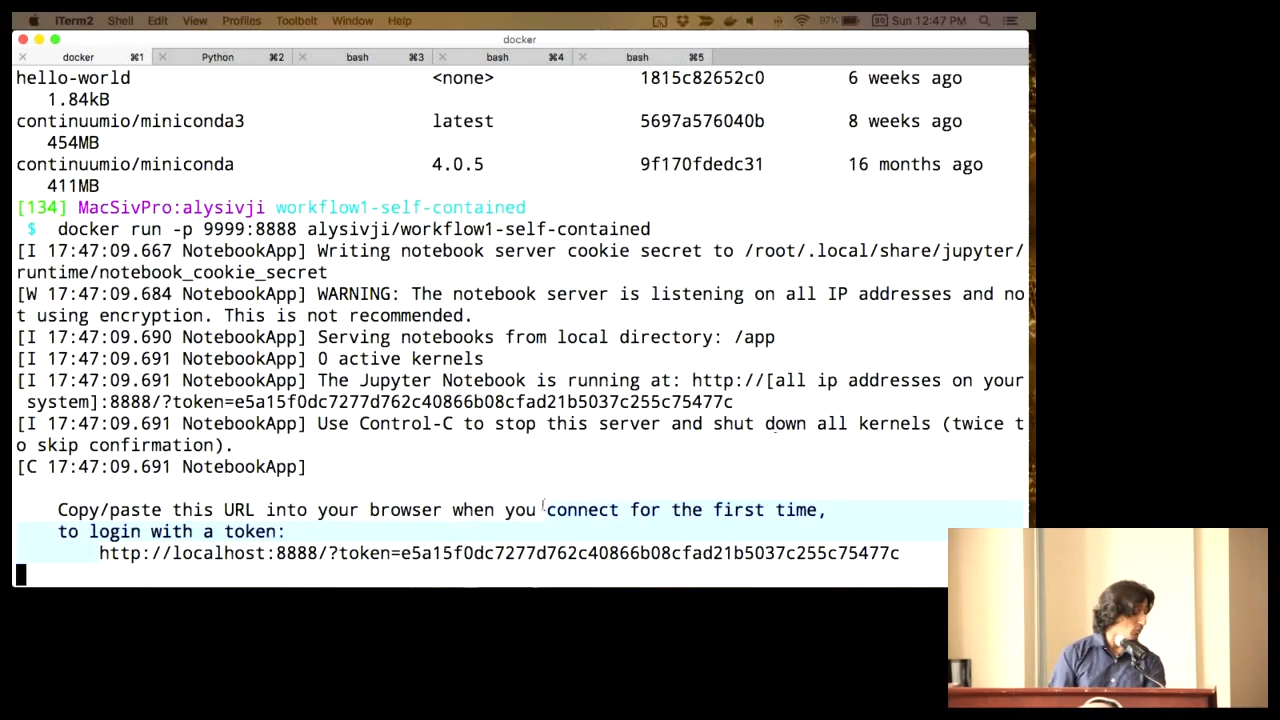 iTerm2 Shell Edit View Profiles Toolbelt Window Help 97% Sun 12:47 PM
docker
docker ⌘1 Python ⌘2 bash ⌘3 bash ⌘4 bash ⌘5
hello-world <none> 1815c82652c0 6 weeks ago
1.84kB
continuumio/miniconda3 latest 5697a576040b 8 weeks ago
454MB
continuumio/miniconda 4.0.5 9f170fdedc31 16 months ago
411MB
[134] MacSivPro:alysivji workflow1-self-contained
$ docker run -p 9999:8888 alysivji/workflow1-self-contained
[I 17:47:09.667 NotebookApp] Writing notebook server cookie secret to /root/.local/share/jupyter/
runtime/notebook_cookie_secret
[W 17:47:09.684 NotebookApp] WARNING: The notebook server is listening on all IP addresses and no
t using encryption. This is not recommended.
[I 17:47:09.690 NotebookApp] Serving notebooks from local directory: /app
[I 17:47:09.691 NotebookApp] 0 active kernels
[I 17:47:09.691 NotebookApp] The Jupyter Notebook is running at: http://[all ip addresses on your
system]:8888/?token=e5a15f0dc7277d762c40866b08cfad21b5037c255c75477c
[I 17:47:09.691 NotebookApp] Use Control-C to stop this server and shut down all kernels (twice t
o skip confirmation).
[C 17:47:09.691 NotebookApp]
Copy/paste this URL into your browser when you connect for the first time,
to login with a token:
http://localhost:8888/?token=e5a15f0dc7277d762c40866b08cfad21b5037c255c75477c